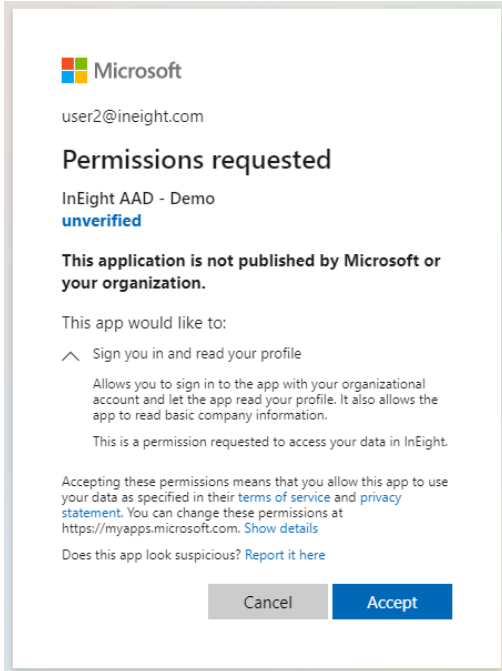 Microsoft
user2@ineight.com
Permissions requested
InEight AAD - Demo
unverified
This application is not published by Microsoft or
your organization.
This app would like to:
Sign you in and read your profile
Allows you to sign in to the app with your organizational
account and let the app read your profile. It also allows the
app to read basic company information.
This is a permission requested to access your data in InEight.
Accepting these permissions means that you allow this app to use
your data as specified in their terms of service and privacy
statement. You can change these permissions at
https://myapps.microsoft.com. Show details
Does this app look suspicious? Report it here
Cancel Accept